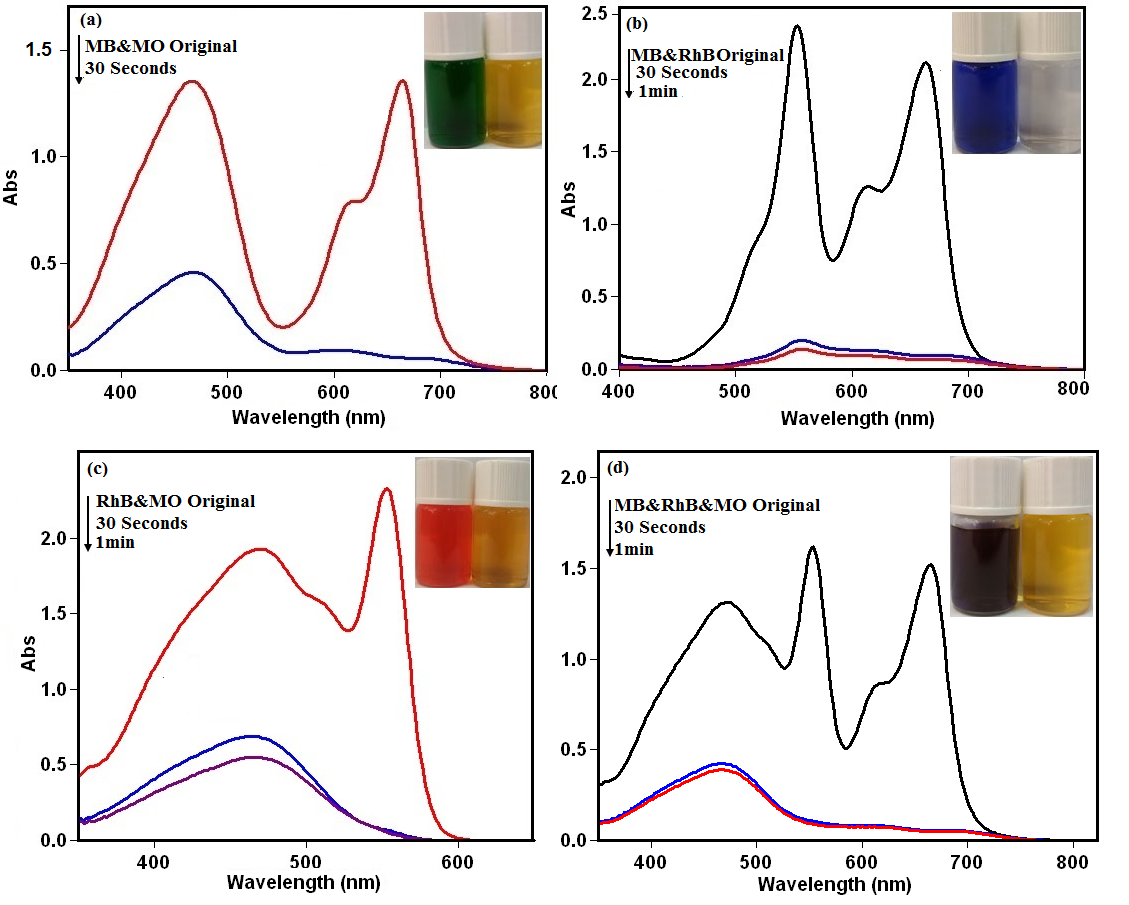 (a)
MB&MO Original
30 Seconds
1.5
1.0
0.5
0.0
Abs
400 500 600 700 800
Wavelength (nm)
(b)
MB&RhBOriginal
30 Seconds
1min
2.5
2.0
1.5
1.0
0.5
0.0
Abs
400 500 600 700 800
Wavelength (nm)
(c)
RhB&MO Original
30 Seconds
1min
2.0
1.5
1.0
0.5
0.0
Abs
400 500 600
Wavelength (nm)
(d)
MB&RhB&MO Original
30 Seconds
1min
2.0
1.5
1.0
0.5
0.0
400 500 600 700 800
Wavelength (nm)